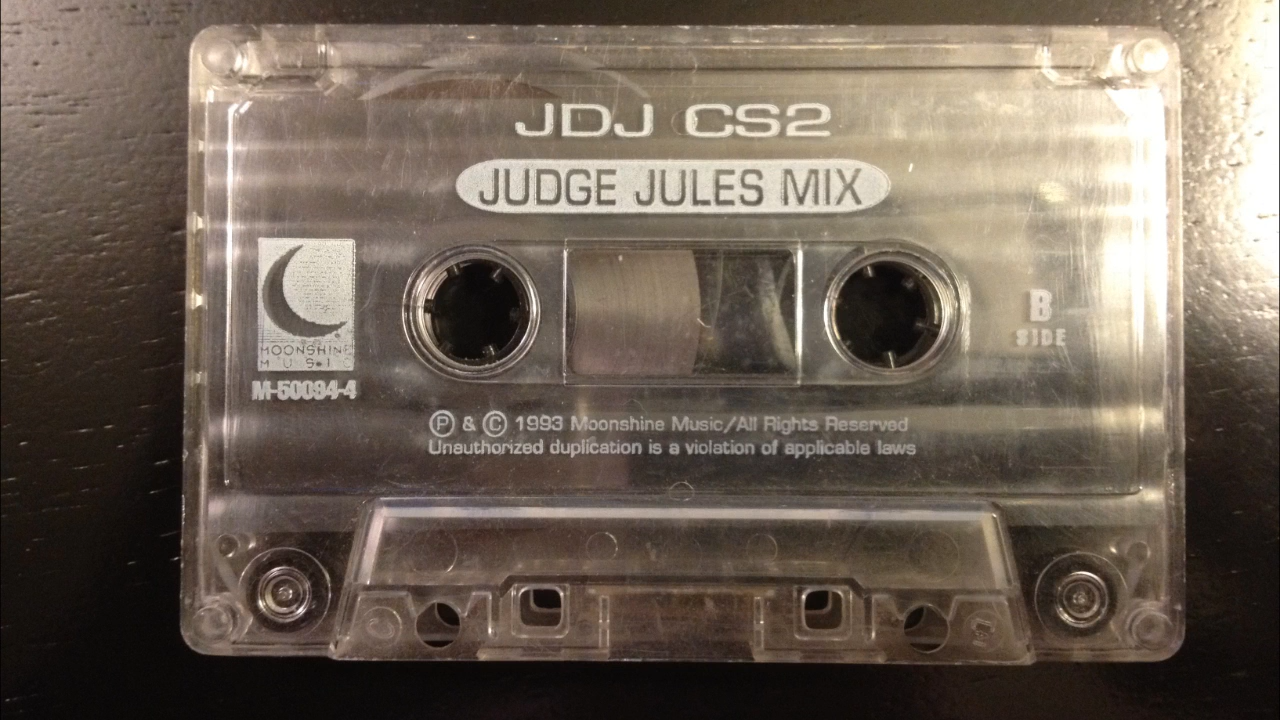 JDJ CS2
JUDGE JULES MIX
MOONSHINE
MUSIC
M-50094-4
B
SIDE
Ⓟ & © 1993 Moonshine Music/All Rights Reserved
Unauthorized duplication is a violation of applicable laws